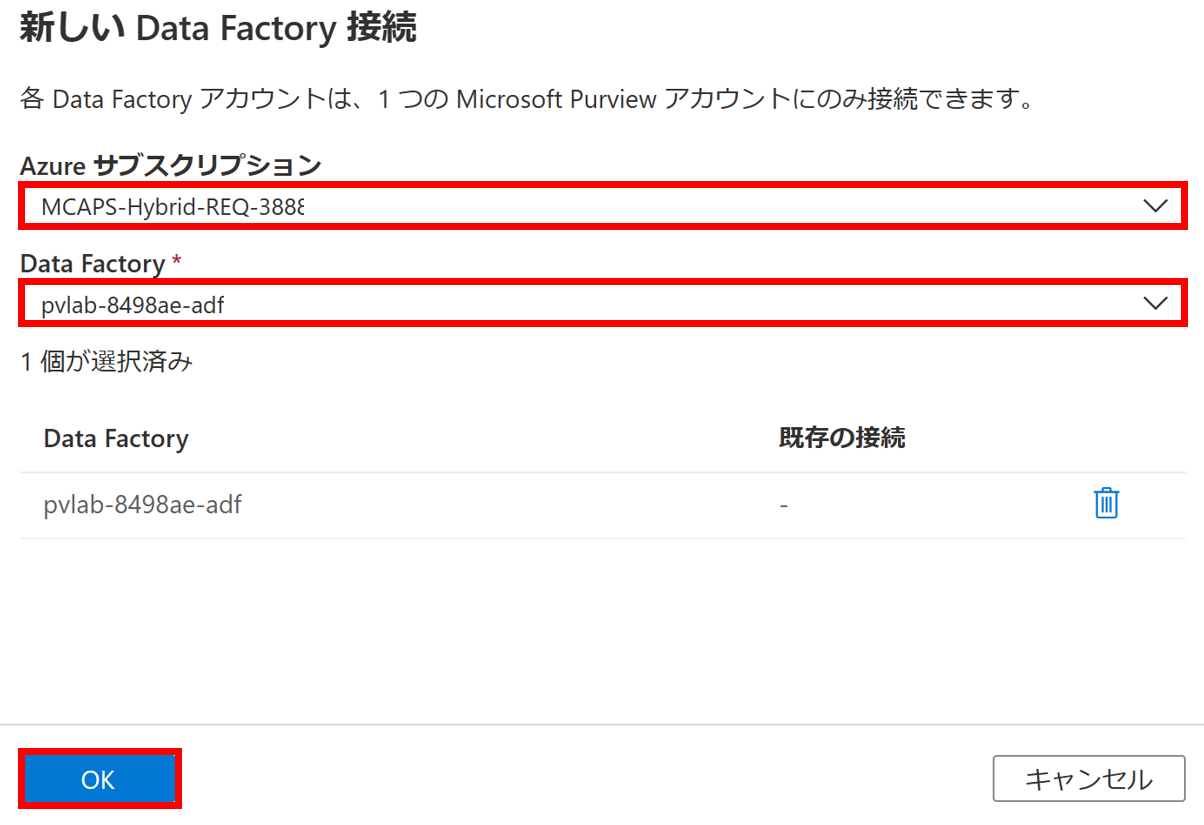 新しい Data Factory 接続
各 Data Factory アカウントは、1 つの Microsoft Purview アカウントにのみ接続できます。
Azure サブスクリプション
MCAPS-Hybrid-REQ-3888
Data Factory *
pvlab-8498ae-adf
1 個が選択済み
Data Factory 既存の接続
pvlab-8498ae-adf -
OK キャンセル